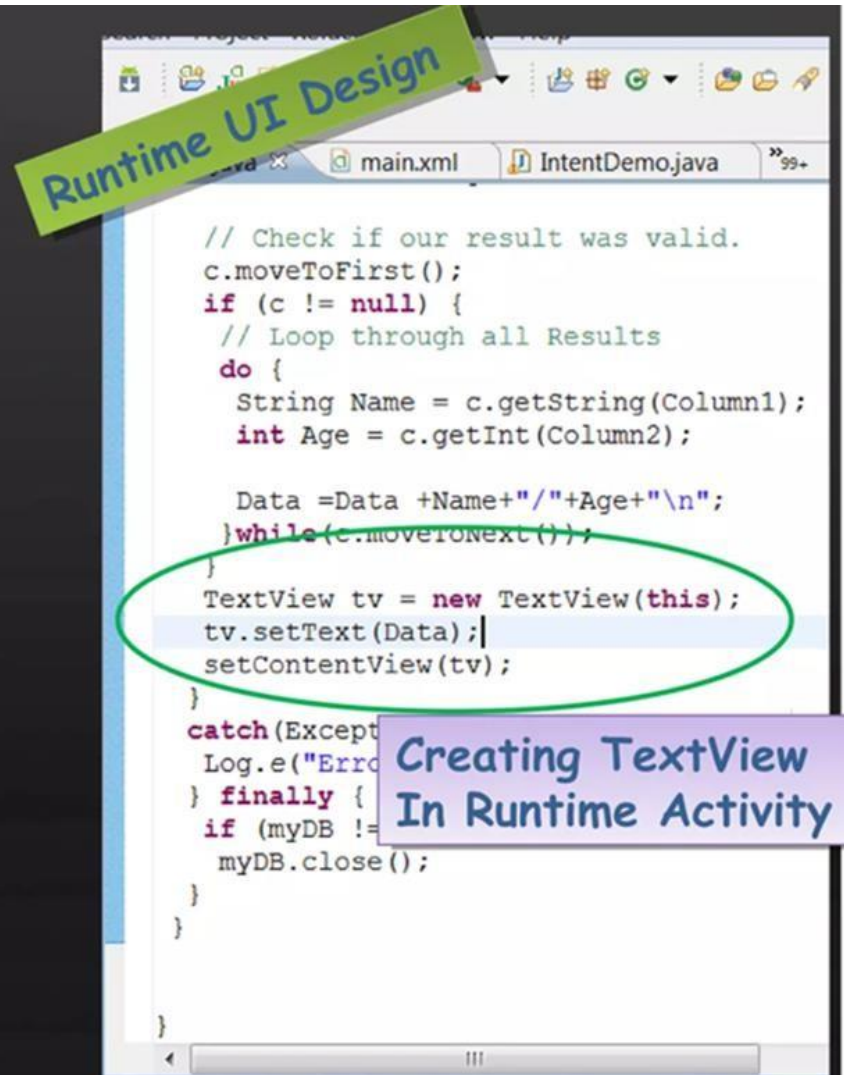 Runtime UI Design
main.xml
IntentDemo.java
99+
// Check if our result was valid.
c.moveToFirst();
if (c != null) {
// Loop through all Results
do {
String Name = c.getString(Column1);
int Age = c.getInt(Column2);
Data =Data +Name+"/"+Age+"\n";
}while(c.moveToNext());
}
TextView tv = new TextView(this);
tv.setText(Data);
setContentView(tv);
}
catch(Except
Log.e("Erro
} finally {
if (myDB !=
myDB.close();
}
}
}
Creating TextView
In Runtime Activity